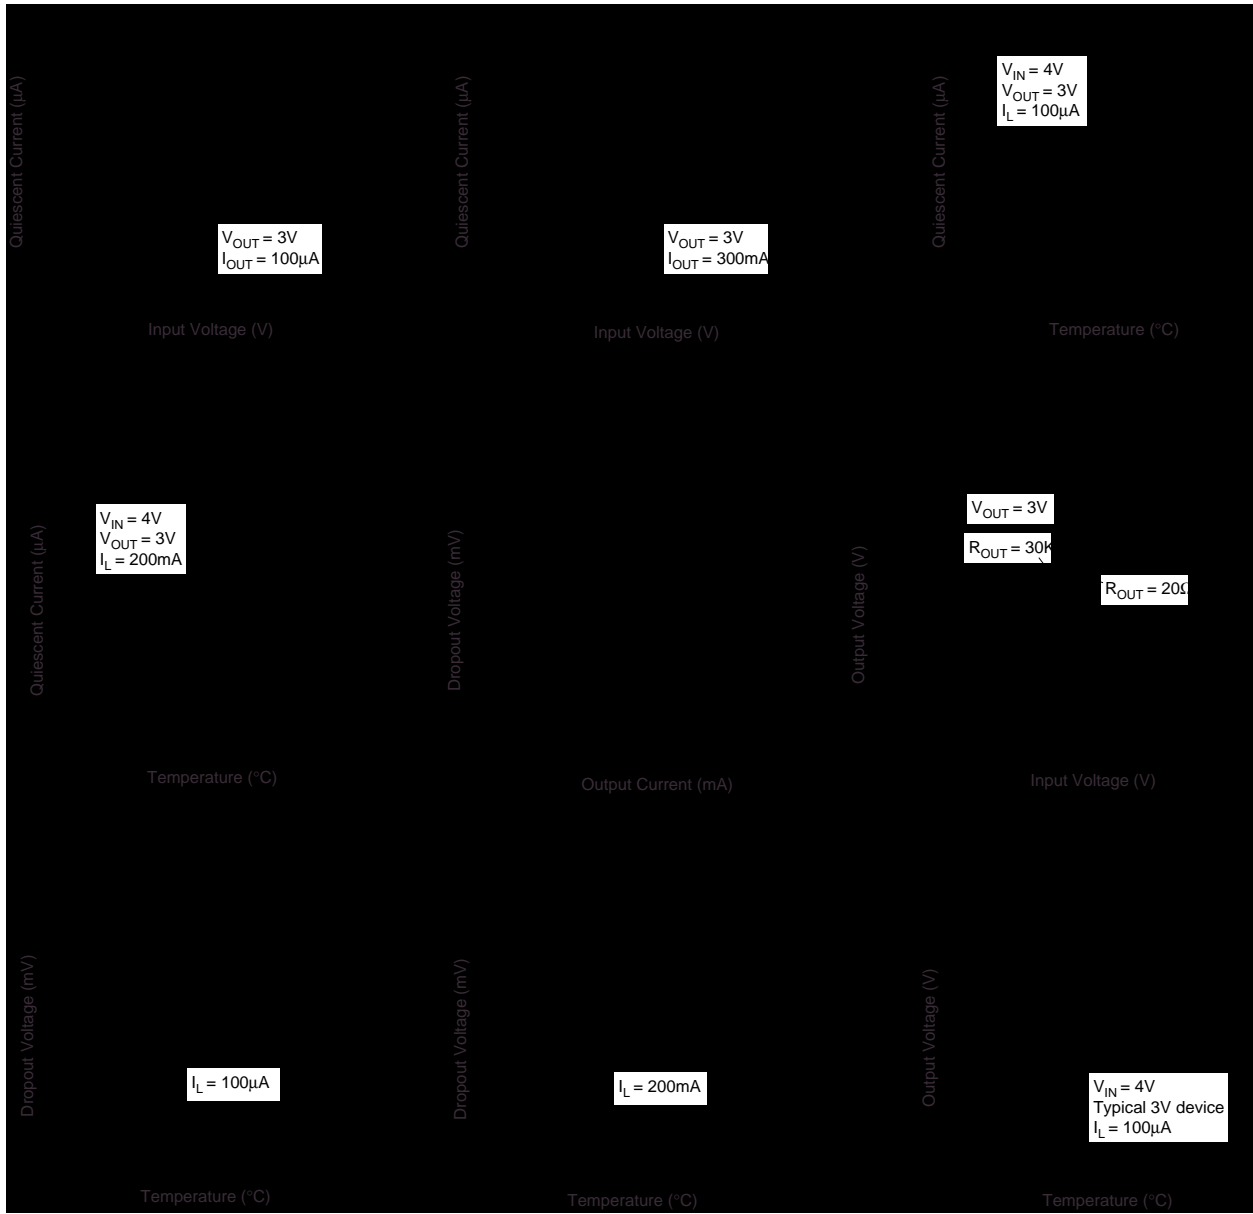 Quiescent Current (μA)
V_OUT = 3V
I_OUT = 100μA
Input Voltage (V)
Quiescent Current (μA)
V_OUT = 3V
I_OUT = 300mA
Input Voltage (V)
Quiescent Current (μA)
V_IN = 4V
V_OUT = 3V
I_L = 100μA
Temperature (°C)
Quiescent Current (μA)
V_IN = 4V
V_OUT = 3V
I_L = 200mA
Temperature (°C)
Dropout Voltage (mV)
Output Current (mA)
Output Voltage (V)
V_OUT = 3V
R_OUT = 30K
R_OUT = 20Ω
Input Voltage (V)
Dropout Voltage (mV)
I_L = 100μA
Temperature (°C)
Dropout Voltage (mV)
I_L = 200mA
Temperature (°C)
Output Voltage (V)
V_IN = 4V
Typical 3V device
I_L = 100μA
Temperature (°C)